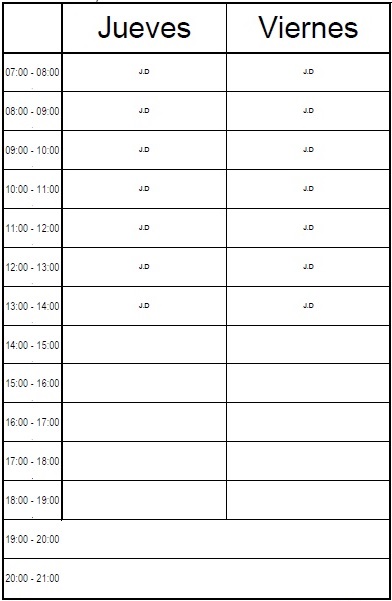 Jueves Viernes
07:00 - 08:00 J.D J.D
08:00 - 09:00 J.D J.D
09:00 - 10:00 J.D J.D
10:00 - 11:00 J.D J.D
11:00 - 12:00 J.D J.D
12:00 - 13:00 J.D J.D
13:00 - 14:00 J.D J.D
14:00 - 15:00
15:00 - 16:00
16:00 - 17:00
17:00 - 18:00
18:00 - 19:00
19:00 - 20:00
20:00 - 21:00